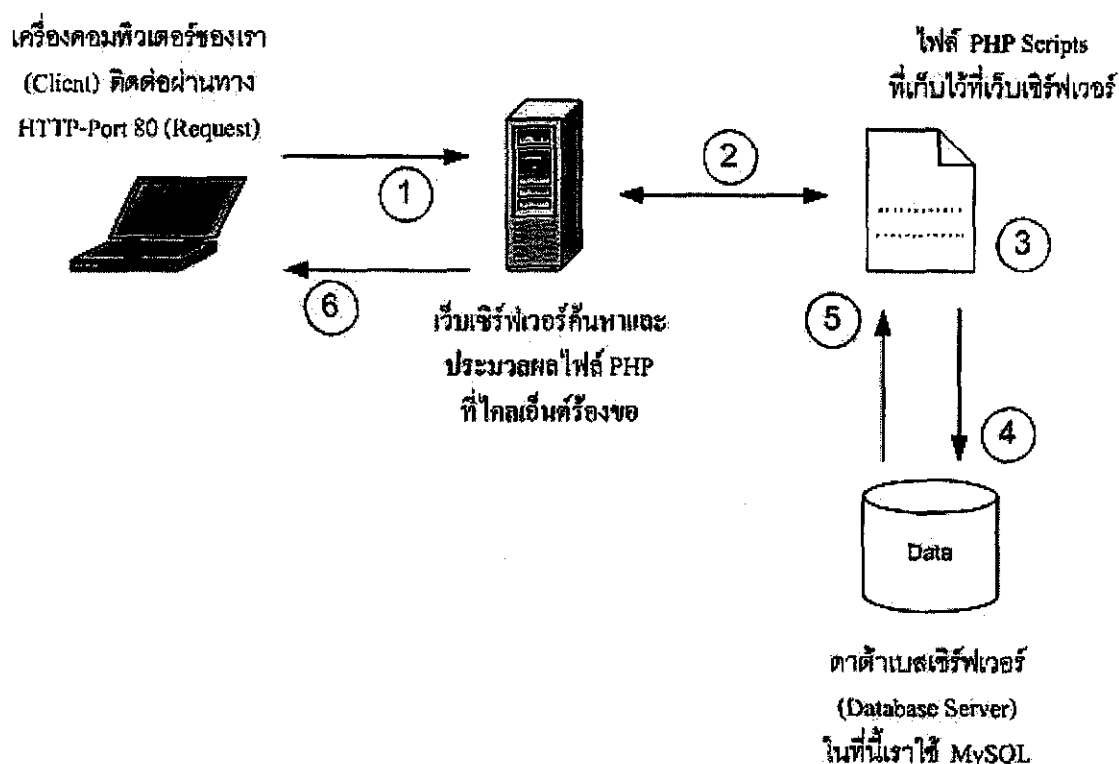 เครื่องคอมพิวเตอร์ของเรา
(Client) ติดต่อผ่านทาง
HTTP-Port 80 (Request)
ไฟล์ PHP Scripts
ที่เก็บไว้ที่เว็บเซิร์ฟเวอร์
1
2
3
6
เว็บเซิร์ฟเวอร์ค้นหาและ
ประมวลผลไฟล์ PHP
ที่ไคลเอ็นต์ร้องขอ
5
4
Data
ดาต้าเบสเซิร์ฟเวอร์
(Database Server)
ในที่นี้เราใช้ MySQL